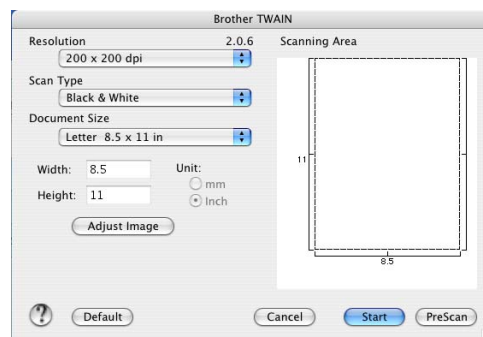 Brother TWAIN
Resolution 2.0.6
200 x 200 dpi
Scan Type
Black & White
Document Size
Letter 8.5 x 11 in
Width: 8.5
Height: 11
Unit:
mm
Inch
Adjust Image
Scanning Area
11
8.5
? Default Cancel Start PreScan